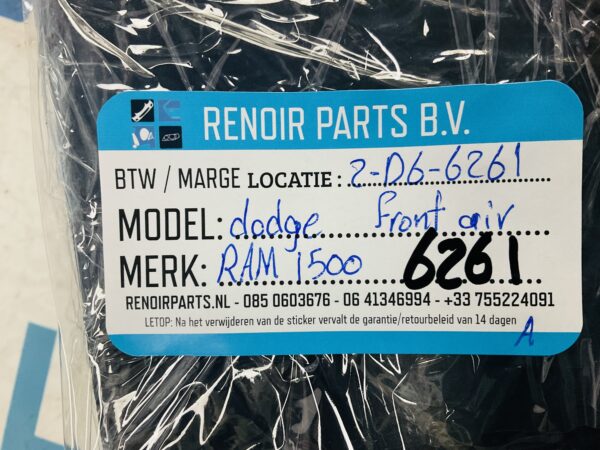 RENOIR PARTS B.V.
BTW / MARGE LOCATIE: 2-D6-6261
MODEL: dodge front air
MERK: RAM 1500 6261
RENOIRPARTS.NL - 085 0603676 - 06 41346994 - +33 755224091
LETOP: Na het verwijderen van de sticker vervalt de garantie/retourbeleid van 14 dagen
A